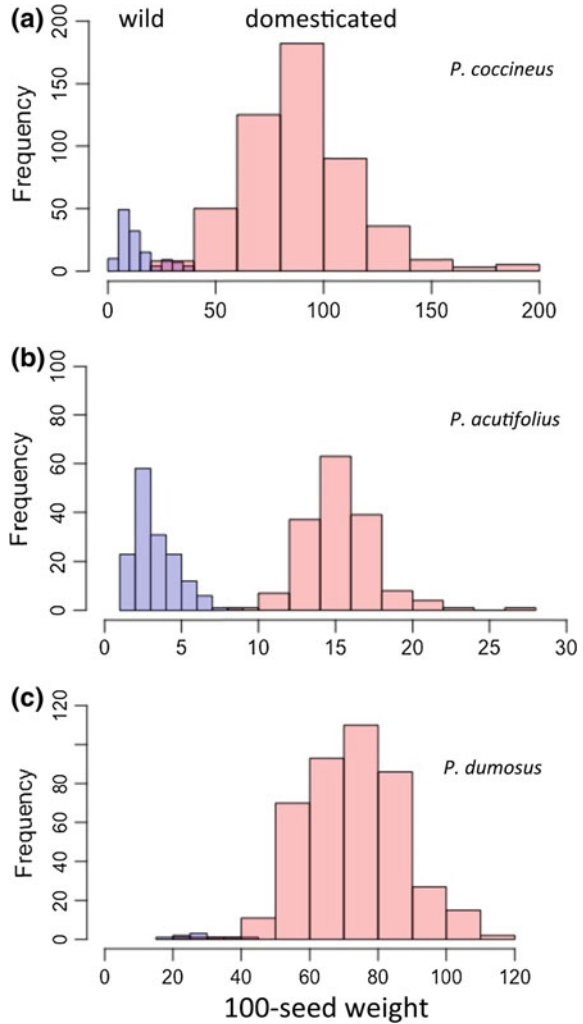 (a) wild domesticated
P. coccineus
Frequency
0 50 100 150 200
0 50 100 150 200
(b)
P. acutifolius
Frequency
0 20 40 60 80 100
0 5 10 15 20 25 30
(c)
P. dumosus
Frequency
0 20 40 60 80 120
0 20 40 60 80 100 120
100-seed weight